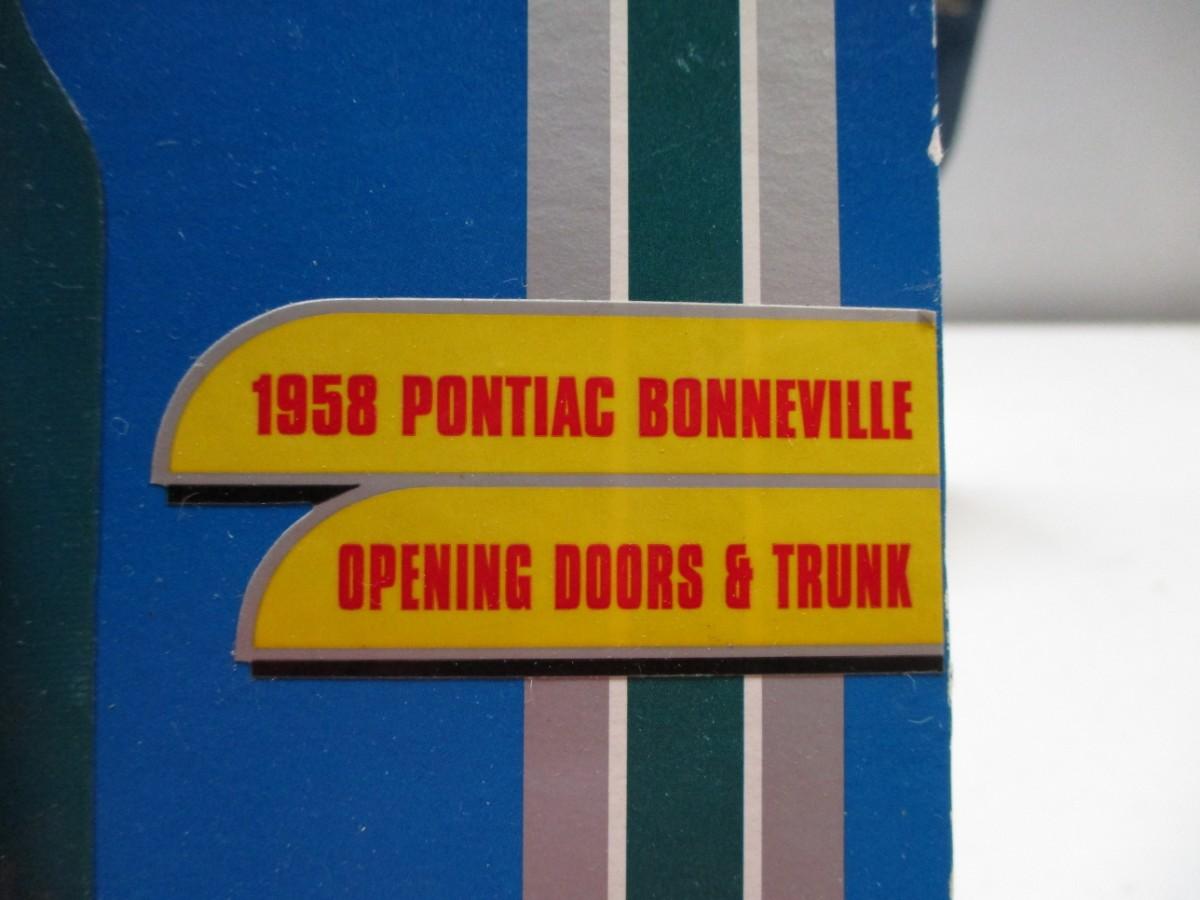 1958 PONTIAC BONNEVILLE
OPENING DOORS & TRUNK